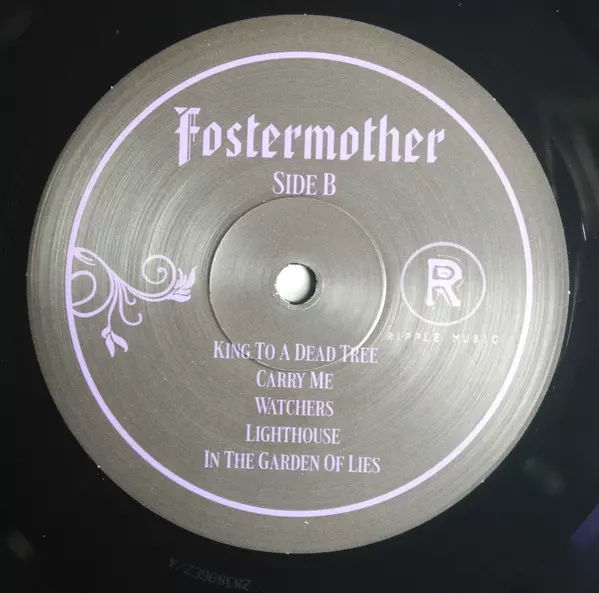 Fostermother
Side B
R
RIPPLE MUSIC
King To A Dead Tree
Carry Me
Watchers
Lighthouse
In The Garden Of Lies